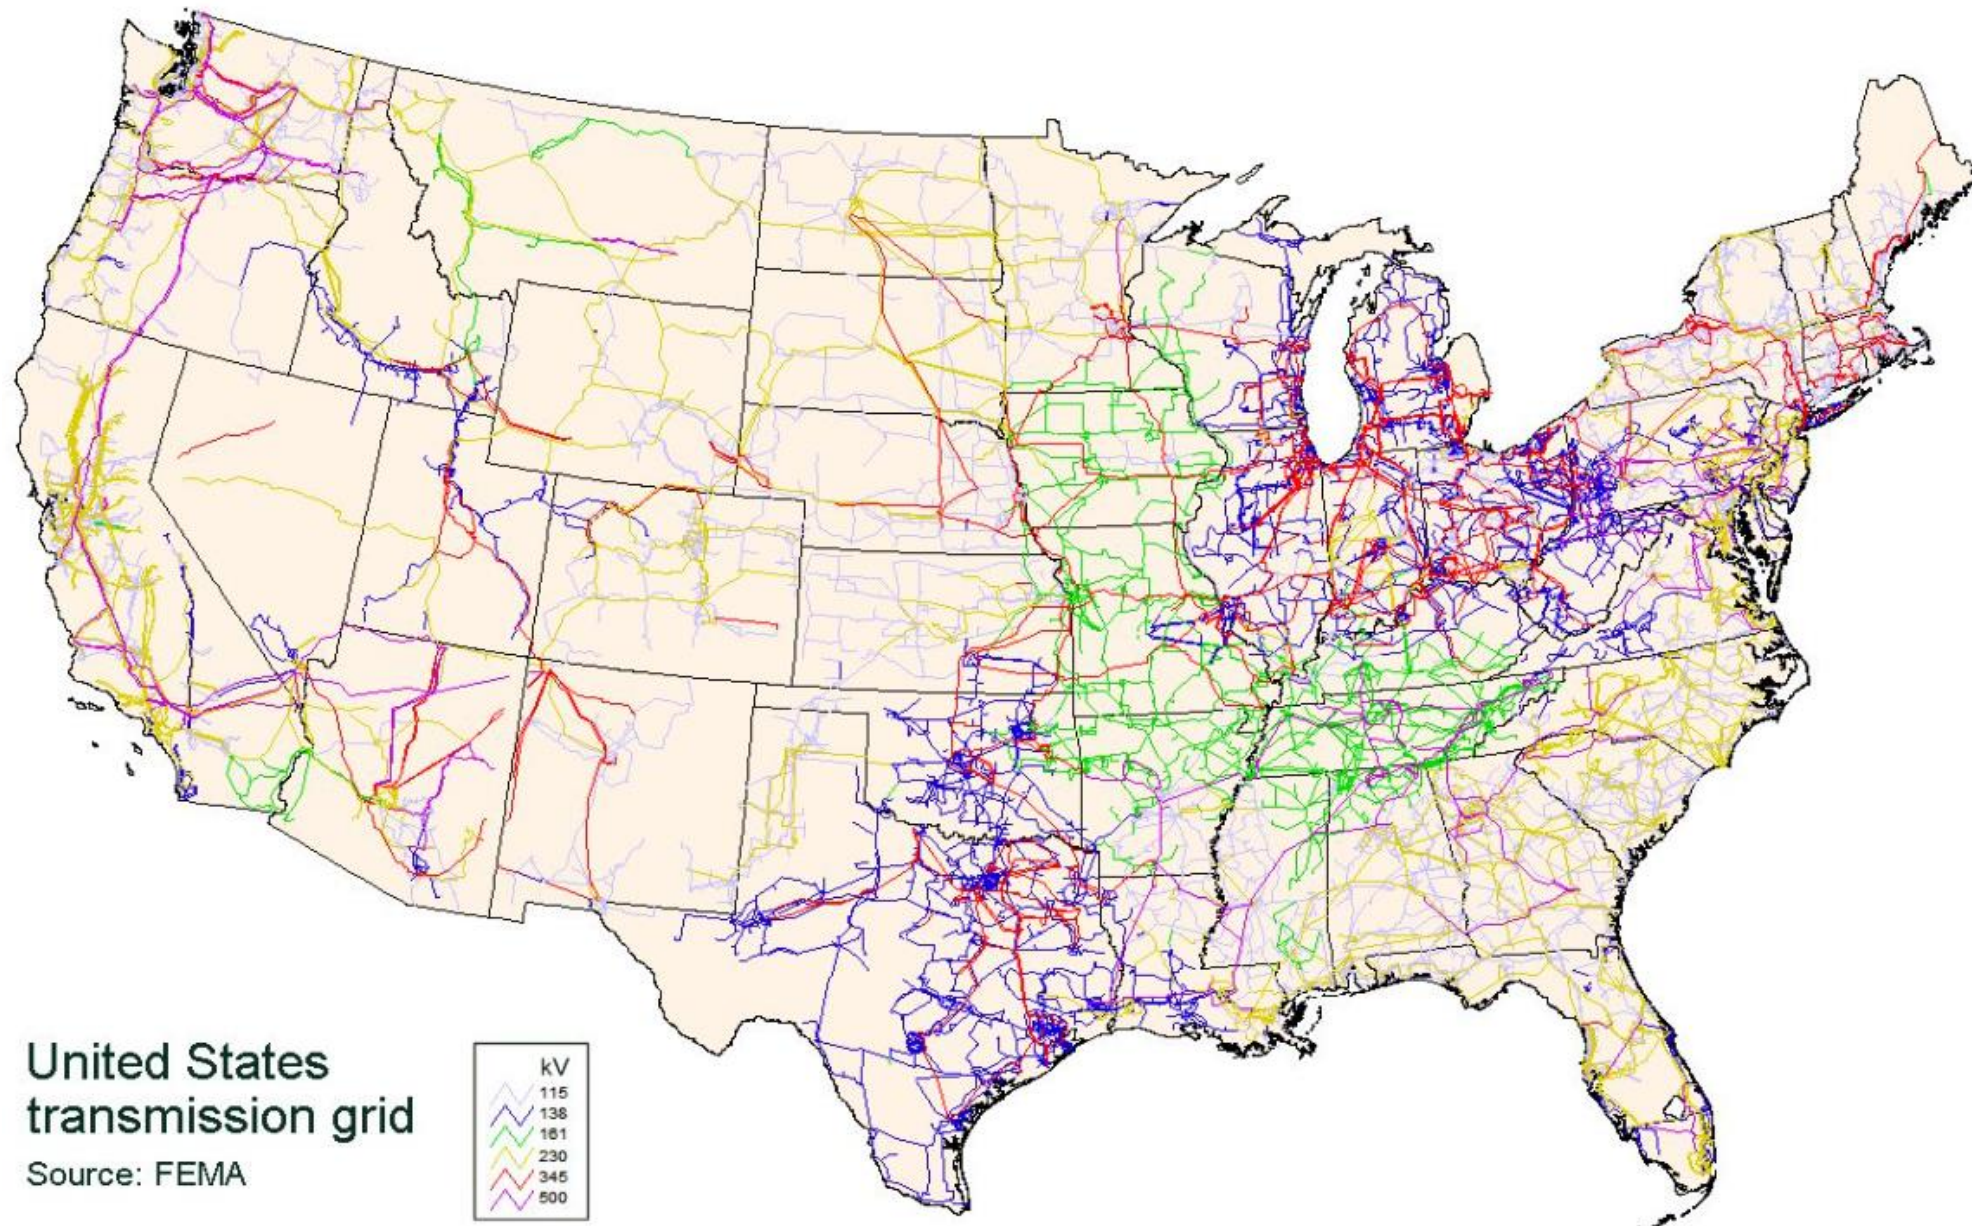 United States
transmission grid
Source: FEMA
kV
115
138
161
230
345
500